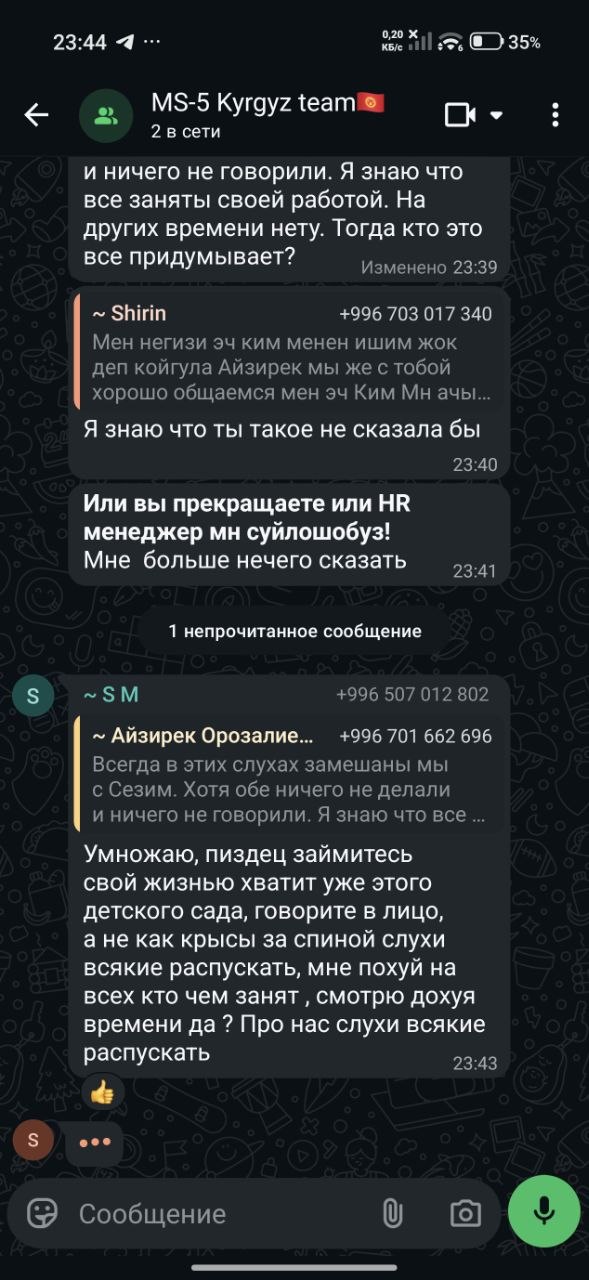 23:44 ...
0,20
КБ/с
6
35%
MS-5 Kyrgyz team🇰🇬
2 в сети
и ничего не говорили. Я знаю что
все заняты своей работой. На
других времени нету. Тогда кто это
все придумывает?
Изменено 23:39
~ Shirin +996 703 017 340
Мен негизи эч ким менен ишим жок
деп койгула Айзирек мы же с тобой
хорошо общаемся мен эч Ким Мн ачы...
Я знаю что ты такое не сказала бы
23:40
Или вы прекращаете или HR
менеджер мн суйлошобуз!
Мне больше нечего сказать
23:41
1 непрочитанное сообщение
S
~ S M +996 507 012 802
~ Айзирек Орозалие... +996 701 662 696
Всегда в этих слухах замешаны мы
с Сезим. Хотя обе ничего не делали
и ничего не говорили. Я знаю что все ...
Умножаю, пиздец займитесь
свой жизнью хватит уже этого
детского сада, говорите в лицо,
а не как крысы за спиной слухи
всякие распускать, мне похуй на
всех кто чем занят , смотрю дохуя
времени да ? Про нас слухи всякие
распускать
23:43
👍
S
Сообщение